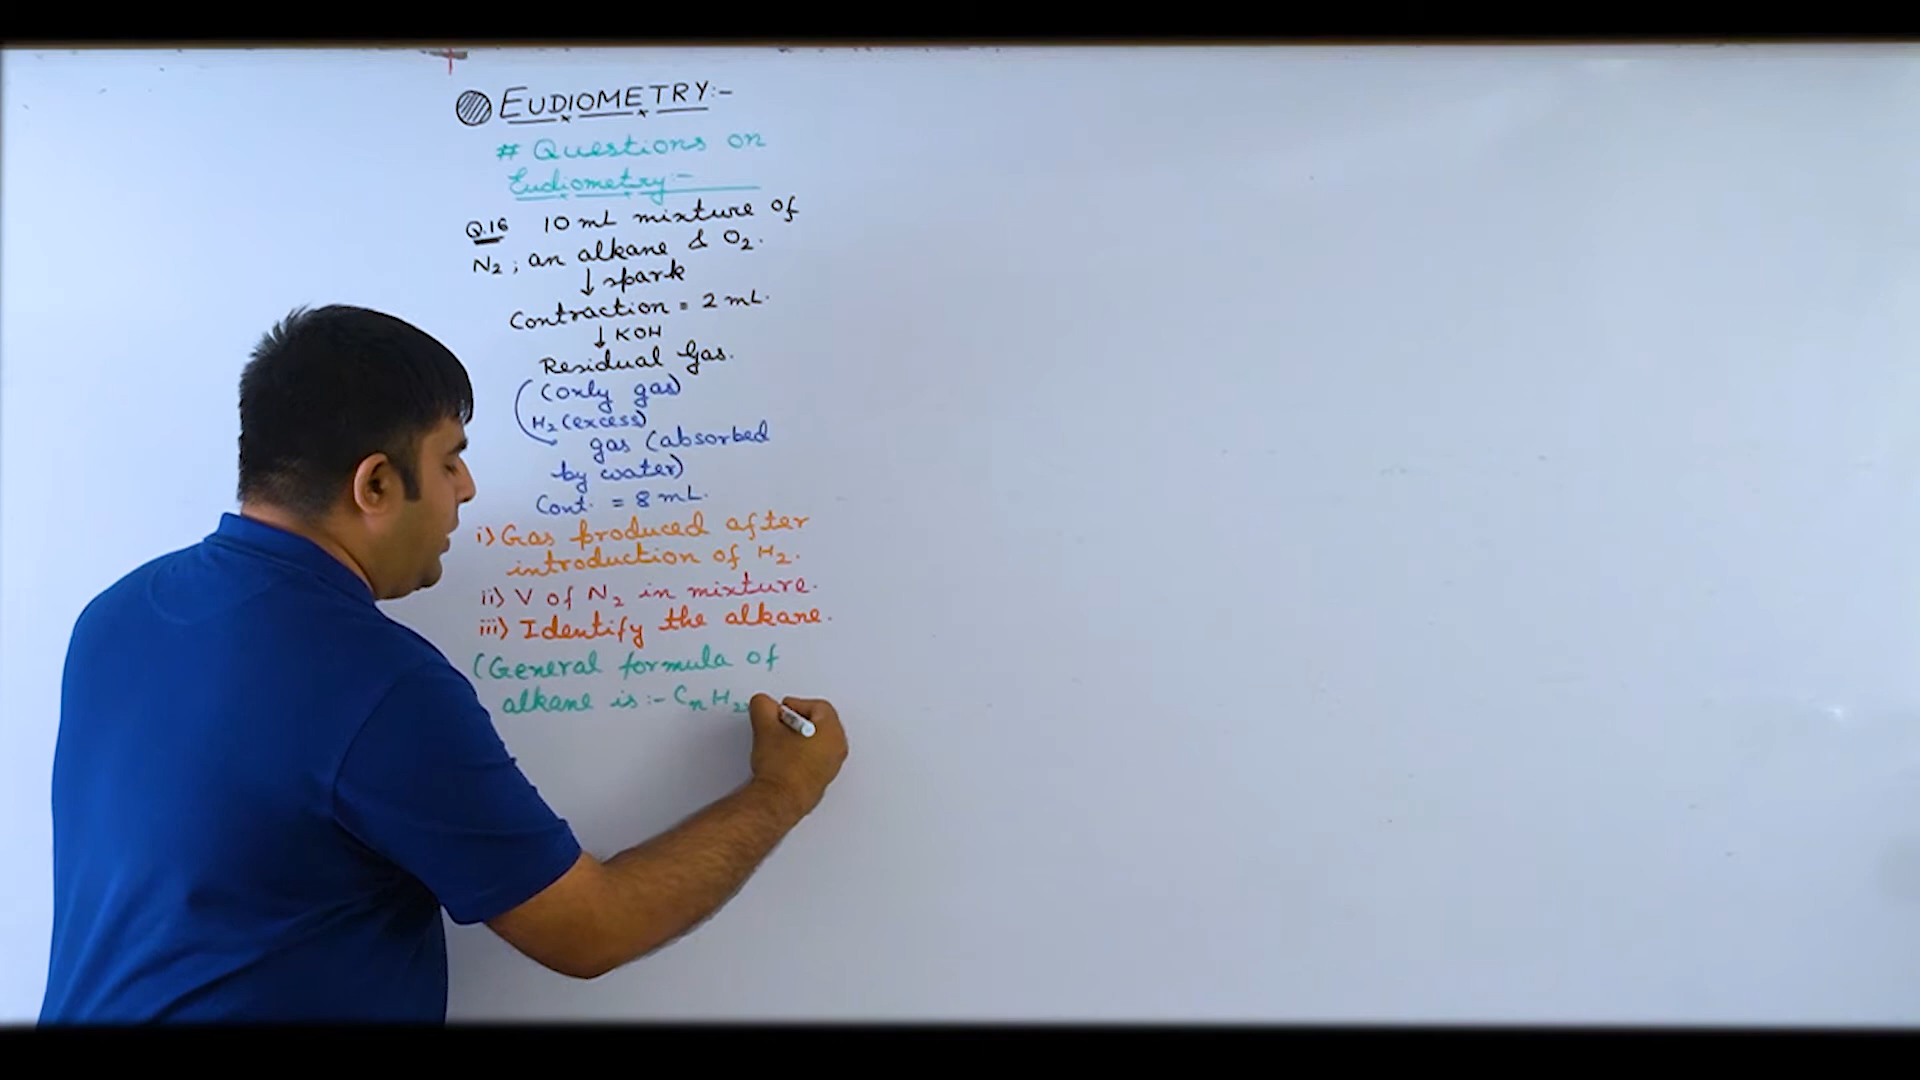 EUDIOMETRY:-
# Questions on
Eudiometry:-
Q.16 10 mL mixture of
N2 ; an alkane & O2.
↓ spark
Contraction = 2 mL.
↓ KOH
Residual Gas.
(only gas)
H2 (excess)
gas (absorbed
by water)
Cont. = 8 mL.
i) Gas produced after
introduction of H2.
ii) V of N2 in mixture.
iii) Identify the alkane.
(General formula of
alkane is :- CnH2